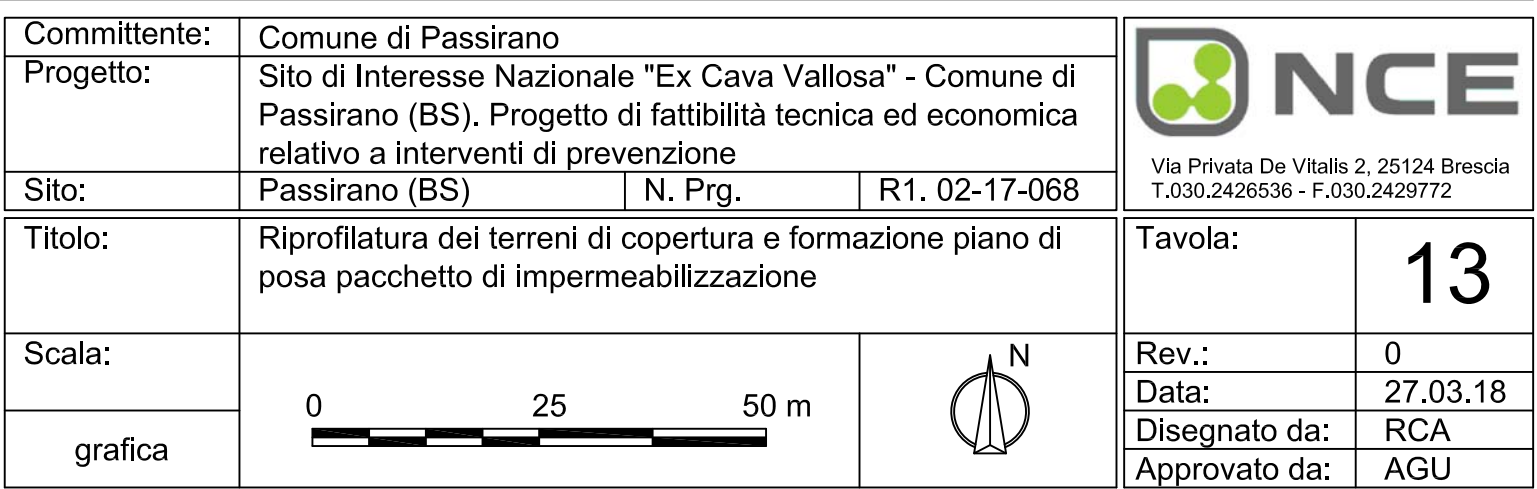 Committente: Comune di Passirano
Progetto: Sito di Interesse Nazionale "Ex Cava Vallosa" - Comune di
Passirano (BS). Progetto di fattibilità tecnica ed economica
relativo a interventi di prevenzione
Sito: Passirano (BS) N. Prg. R1. 02-17-068
NCE
Via Privata De Vitalis 2, 25124 Brescia
T.030.2426536 - F.030.2429772
Titolo: Riprofilatura dei terreni di copertura e formazione piano di
posa pacchetto di impermeabilizzazione
Tavola: 13
Scala:
grafica
0 25 50 m
N
Rev.: 0
Data: 27.03.18
Disegnato da: RCA
Approvato da: AGU